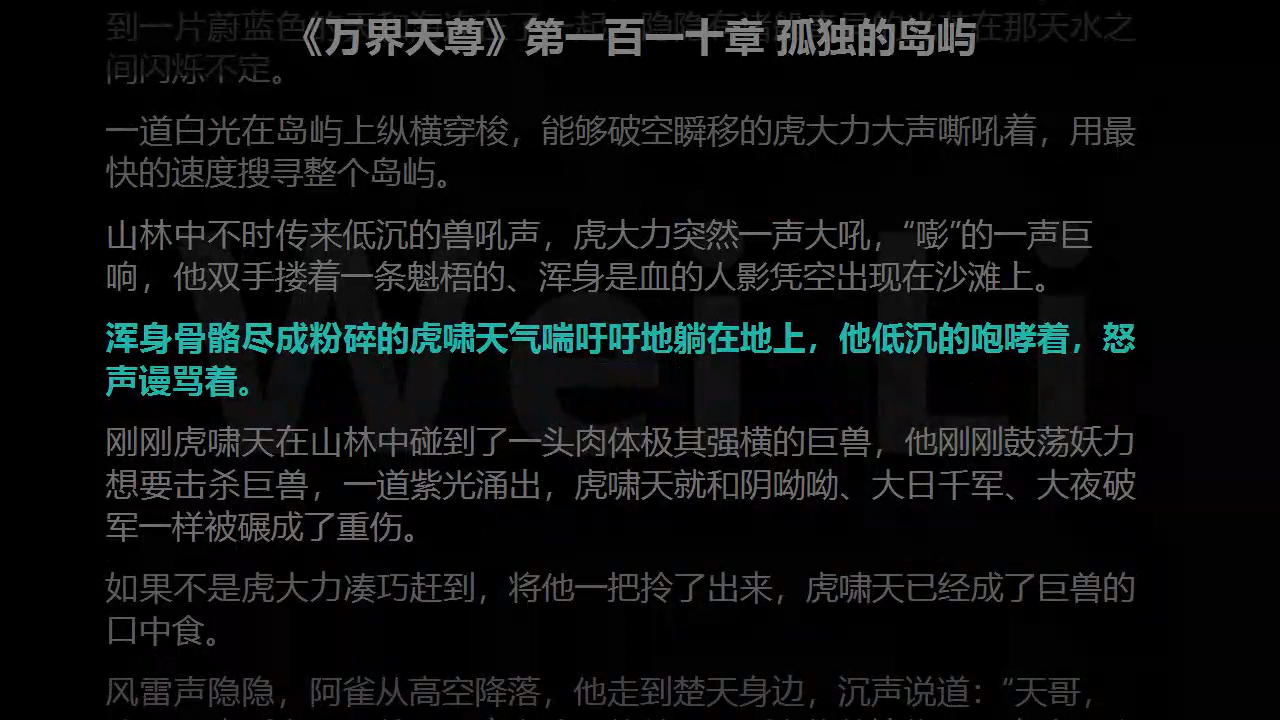 《万界天尊》第一百一十章 孤独的岛屿
间闪烁不定。
一道白光在岛屿上纵横穿梭，能够破空瞬移的虎大力大声嘶吼着，用最
快的速度搜寻整个岛屿。
山林中不时传来低沉的兽吼声，虎大力突然一声大吼，“嘭”的一声巨
响，他双手搂着一条魁梧的、浑身是血的人影凭空出现在沙滩上。
浑身骨骼尽成粉碎的虎啸天气喘吁吁地躺在地上，他低沉的咆哮着，怒
声谩骂着。
刚刚虎啸天在山林中碰到了一头肉体极其强横的巨兽，他刚刚鼓荡妖力
想要击杀巨兽，一道紫光涌出，虎啸天就和阴呦呦、大日千军、大夜破
军一样被碾成了重伤。
如果不是虎大力凑巧赶到，将他一把拎了出来，虎啸天已经成了巨兽的
口中食。
风雷声隐隐，阿雀从高空降落，他走到楚天身边，沉声说道：“天哥，
Wei Li